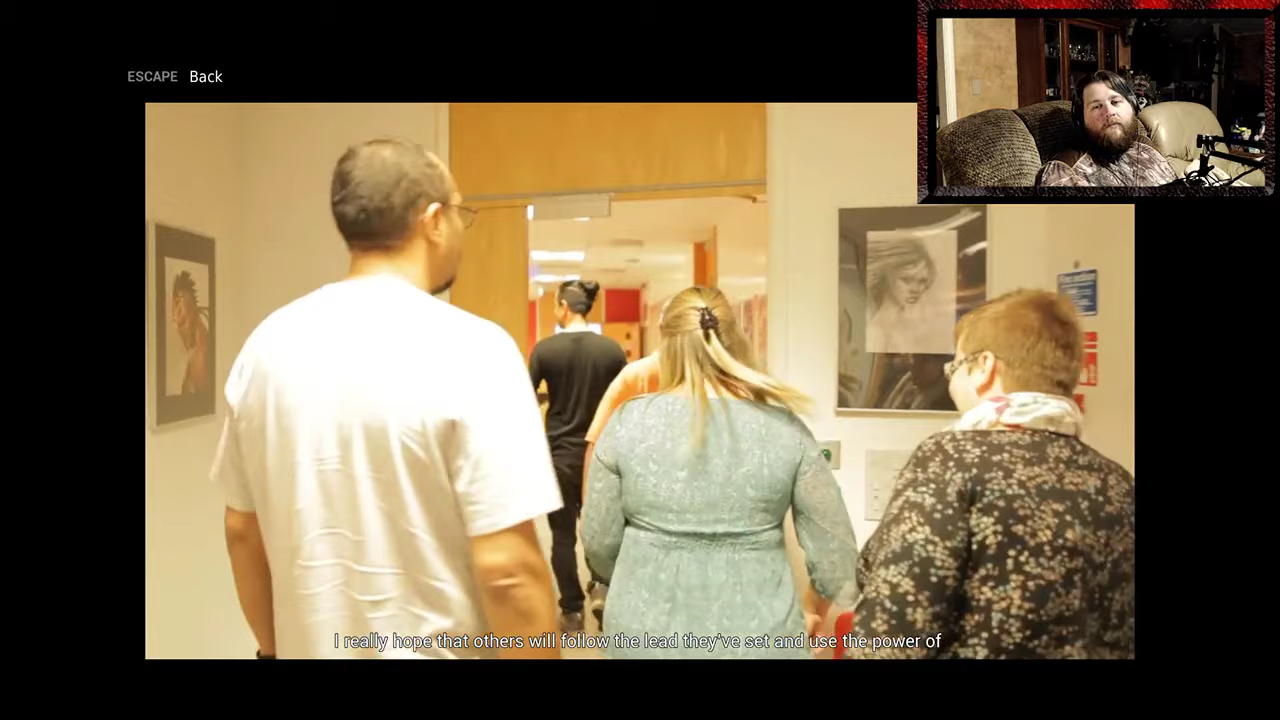 ESCAPE Back
I really hope that others will follow the lead they've set and use the power of